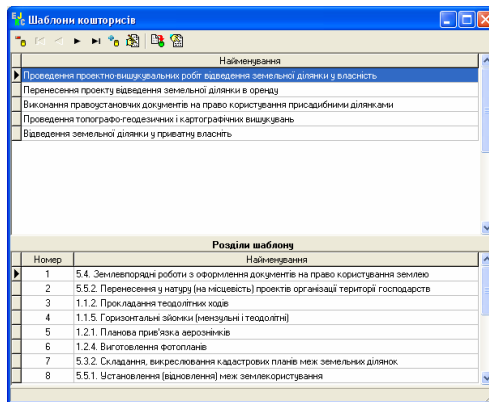 Шаблони кошторисів
Найменування
Проведення проектно-вишукувальних робіт відведення земельної ділянки у власність
Перенесення проекту відведення земельної ділянки в оренду
Виконання правоустановчих документів на право користування присадибними ділянками
Проведення топографо-геодезичних і картографічних вишукувань
Відведення земельної ділянки у приватну власніть
Розділи шаблону
Номер Найменування
1 5.4. Землевпорядні роботи з оформлення документів на право користування землею
2 5.5.2. Перенесення у натуру (на місцевість) проектів організації території господарств
3 1.1.2. Прокладання теодолітних ходів
4 1.1.5. Горизонтальні зйомки (мензульні і теодолітні)
5 1.2.1. Планова прив'язка аерознімків
6 1.2.4. Виготовлення фотопланів
7 5.3.2. Складання, викреслювання кадастрових планів меж земельних ділянок
8 5.5.1. Установлення (відновлення) меж землекористування